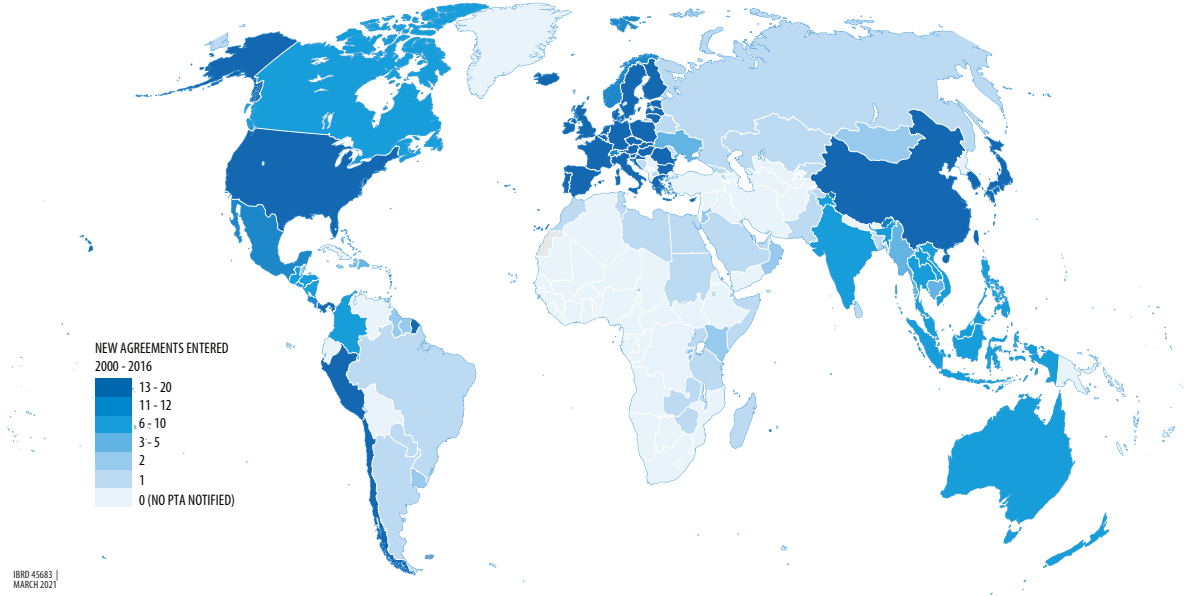 NEW AGREEMENTS ENTERED
2000 - 2016
13 - 20
11 - 12
6 - 10
3 - 5
2
1
0 (NO PTA NOTIFIED)
IBRD 45683 |
MARCH 2021